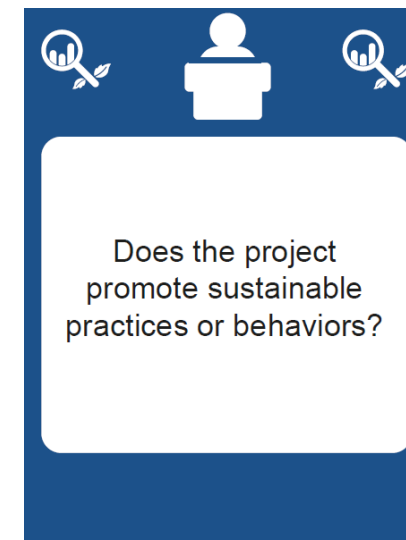 Does the project
promote sustainable
practices or behaviors?